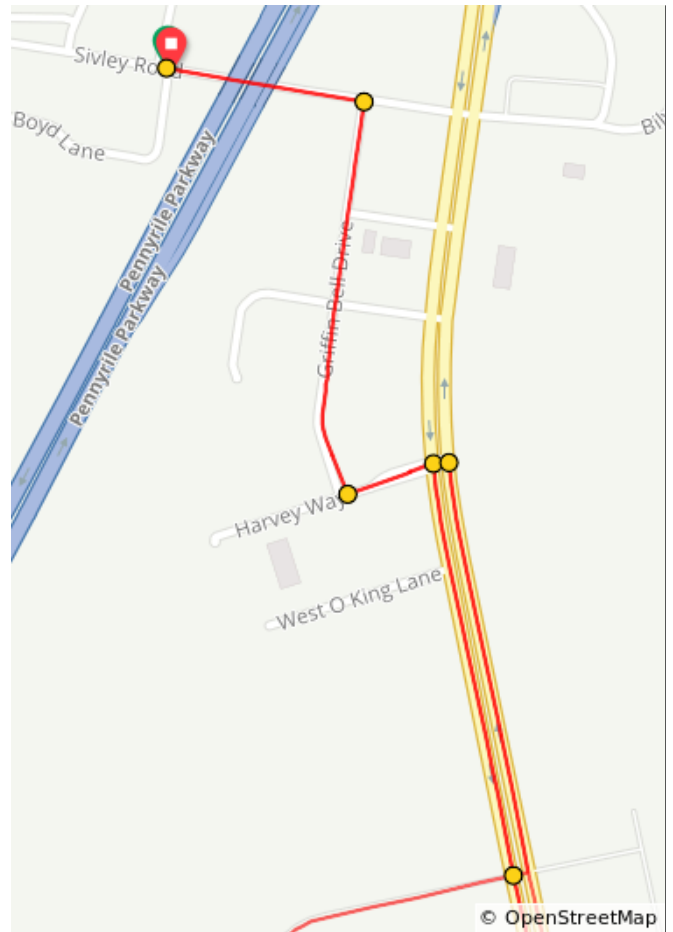 Sivley Road
Boyd Lane
Pennyrile Parkway
Pennyrile Parkway
Griffin Bell Drive
Harvey Way
West O King Lane
© OpenStreetMap